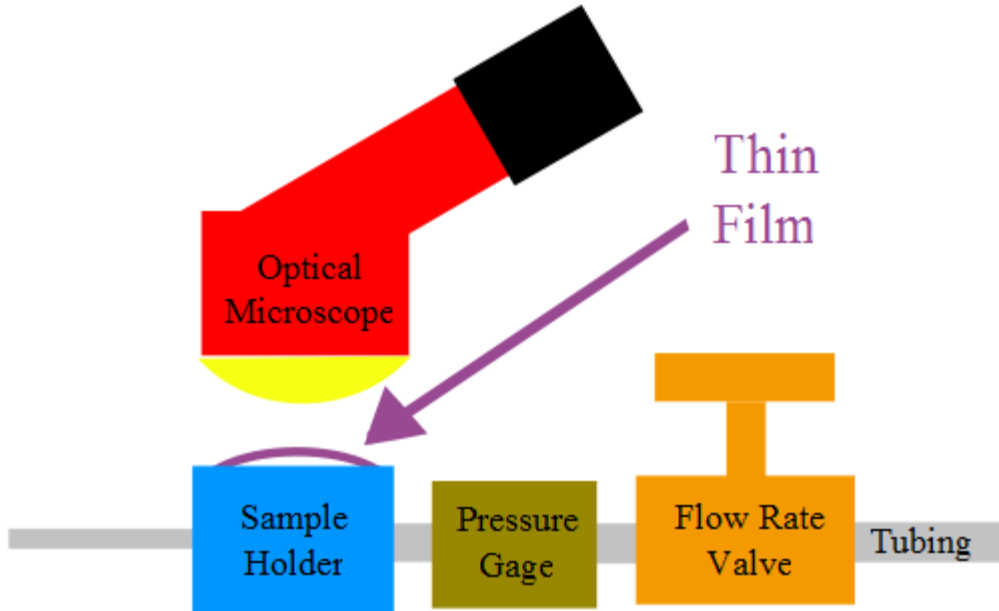 Thin
Film
Optical
Microscope
Sample
Holder
Pressure
Gage
Flow Rate
Valve
Tubing